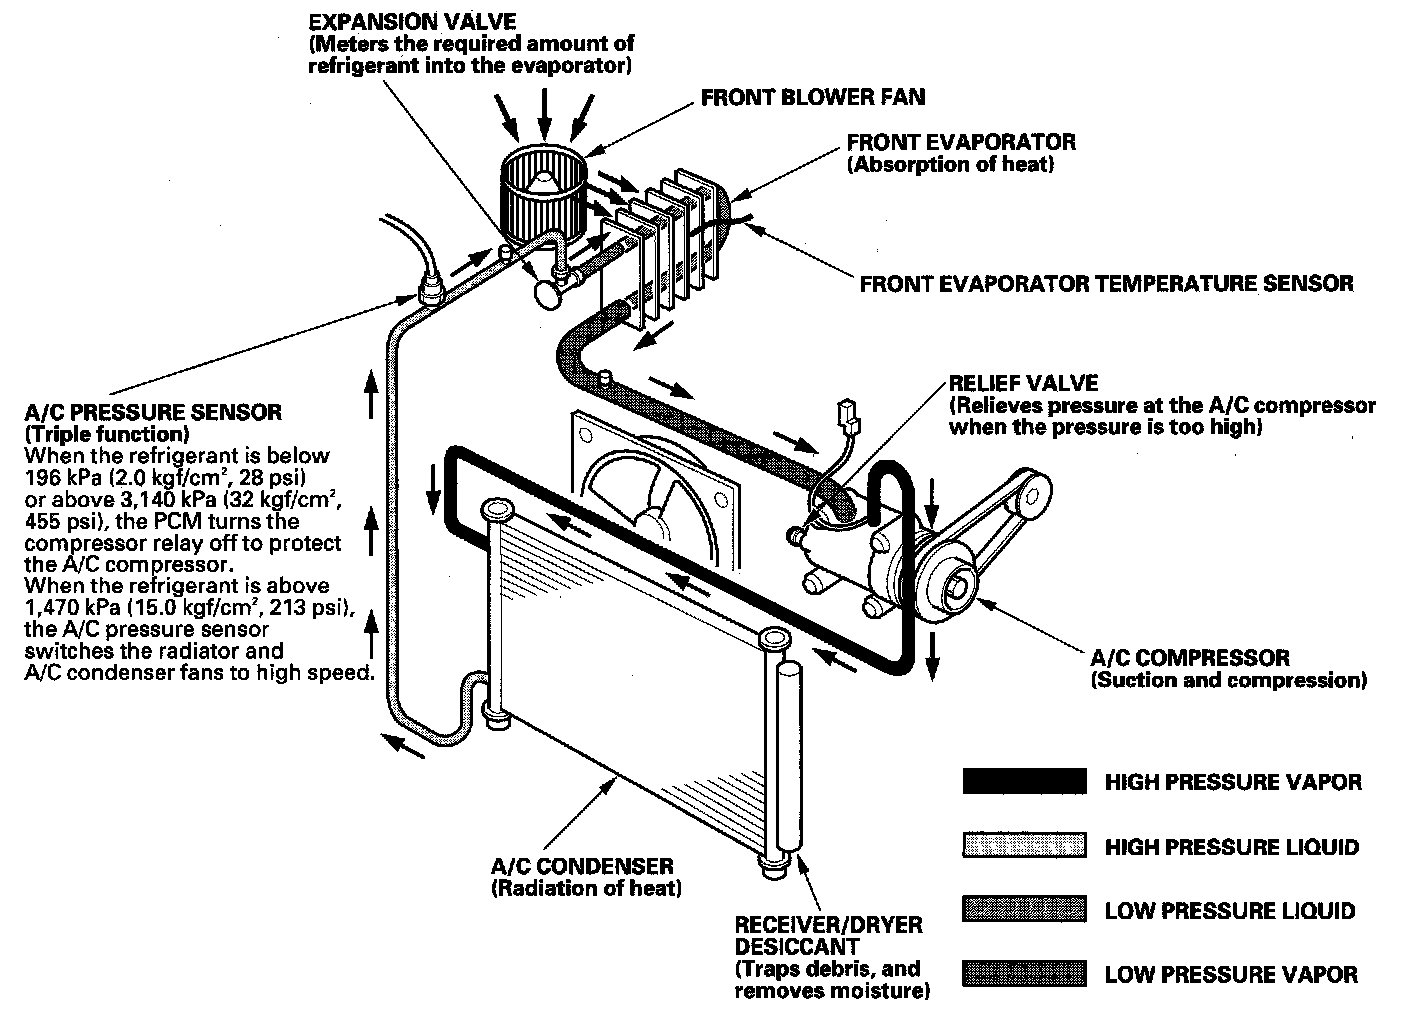 EXPANSION VALVE
(Meters the required amount of
refrigerant into the evaporator)
FRONT BLOWER FAN
FRONT EVAPORATOR
(Absorption of heat)
FRONT EVAPORATOR TEMPERATURE SENSOR
A/C PRESSURE SENSOR
(Triple function)
When the refrigerant is below
196 kPa (2.0 kgf/cm², 28 psi)
or above 3,140 kPa (32 kgf/cm²,
455 psi), the PCM turns the
compressor relay off to protect
the A/C compressor.
When the refrigerant is above
1,470 kPa (15.0 kgf/cm², 213 psi),
the A/C pressure sensor
switches the radiator and
A/C condenser fans to high speed.
RELIEF VALVE
(Relieves pressure at the A/C compressor
when the pressure is too high)
A/C COMPRESSOR
(Suction and compression)
A/C CONDENSER
(Radiation of heat)
RECEIVER/DRYER
DESICCANT
(Traps debris, and
removes moisture)
HIGH PRESSURE VAPOR
HIGH PRESSURE LIQUID
LOW PRESSURE LIQUID
LOW PRESSURE VAPOR